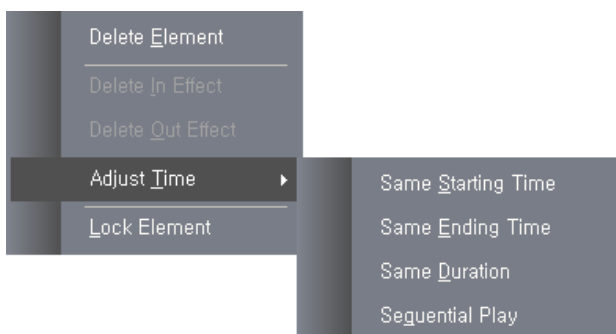 Delete Element
Delete In Effect
Delete Out Effect
Adjust Time
Lock Element
Same Starting Time
Same Ending Time
Same Duration
Sequential Play